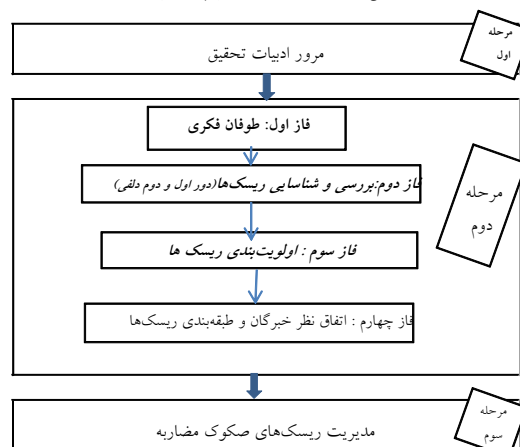 مرحله
اول
مرور ادبیات تحقیق
فاز اول: طوفان فکری
فاز دوم:بررسی و شناسایی ریسک‌ها(دور اول و دوم دلفی)
مرحله
دوم
فاز سوم : اولویت‌بندی ریسک ها
فاز چهارم : اتفاق نظر خبرگان و طبقه‌بندی ریسک‌ها
مرحله
سوم
مدیریت ریسک‌های صکوک مضاربه